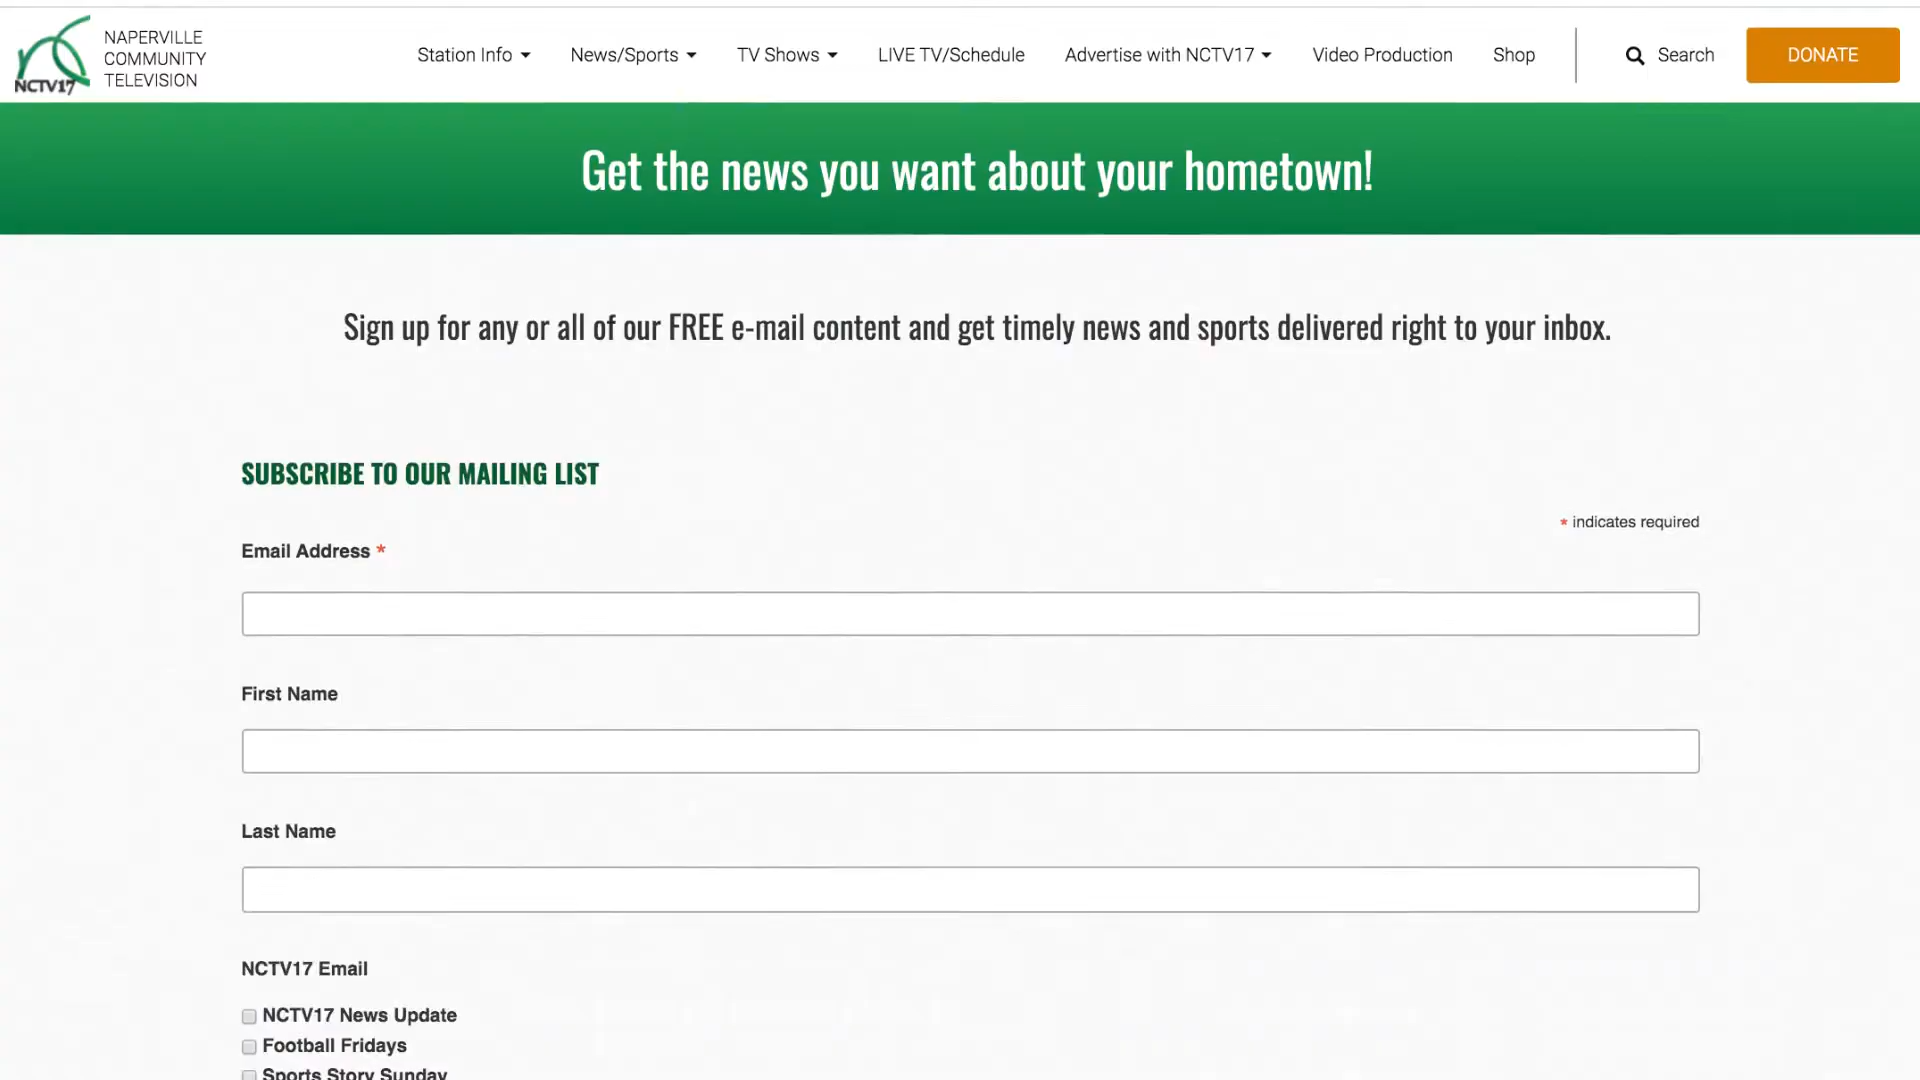 NAPERVILLE
COMMUNITY
TELEVISION
NCTV17
Station Info
News/Sports
TV Shows
LIVE TV/Schedule
Advertise with NCTV17
Video Production
Shop
Search
DONATE
Get the news you want about your hometown!
Sign up for any or all of our FREE e-mail content and get timely news and sports delivered right to your inbox.
SUBSCRIBE TO OUR MAILING LIST
* indicates required
Email Address *
First Name
Last Name
NCTV17 Email
NCTV17 News Update
Football Fridays
Sports Story Sunday